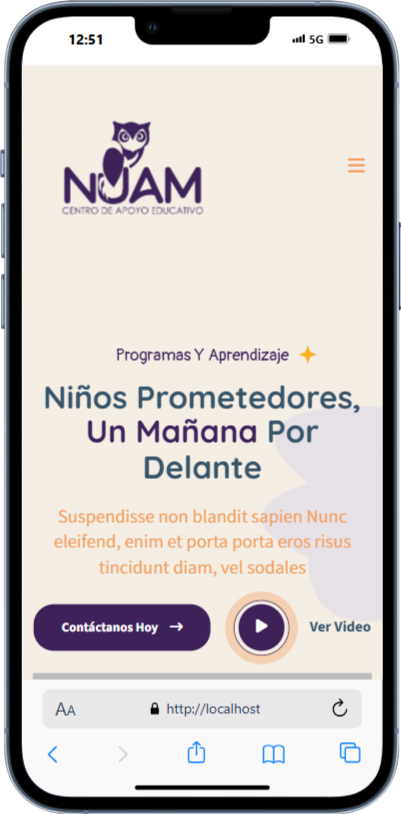 12:51
5G
NUAM
CENTRO DE APOYO EDUCATIVO
Programas Y Aprendizaje
Niños Prometedores,
Un Mañana Por
Delante
Suspendisse non blandit sapien Nunc
eleifend, enim et porta porta eros risus
tincidunt diam, vel sodales
Contáctanos Hoy →
Ver Video
AA
http://localhost